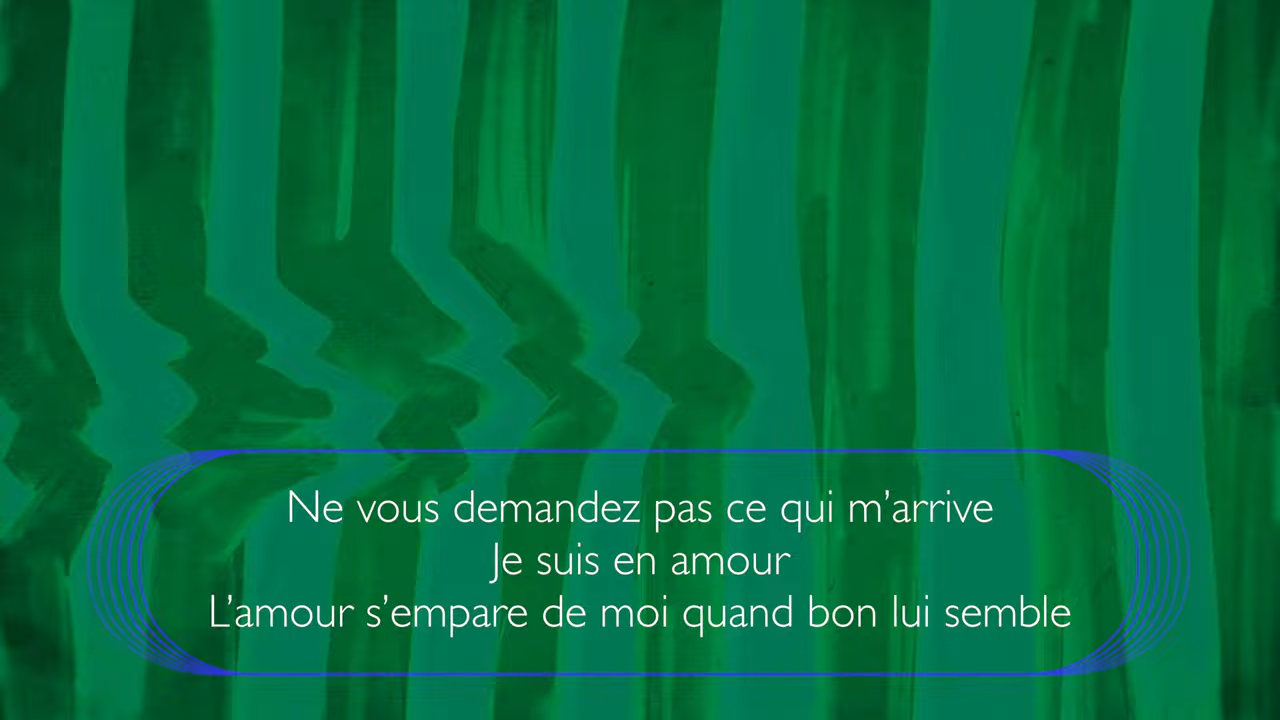 Ne vous demandez pas ce qui m’arrive
Je suis en amour
L’amour s’empare de moi quand bon lui semble